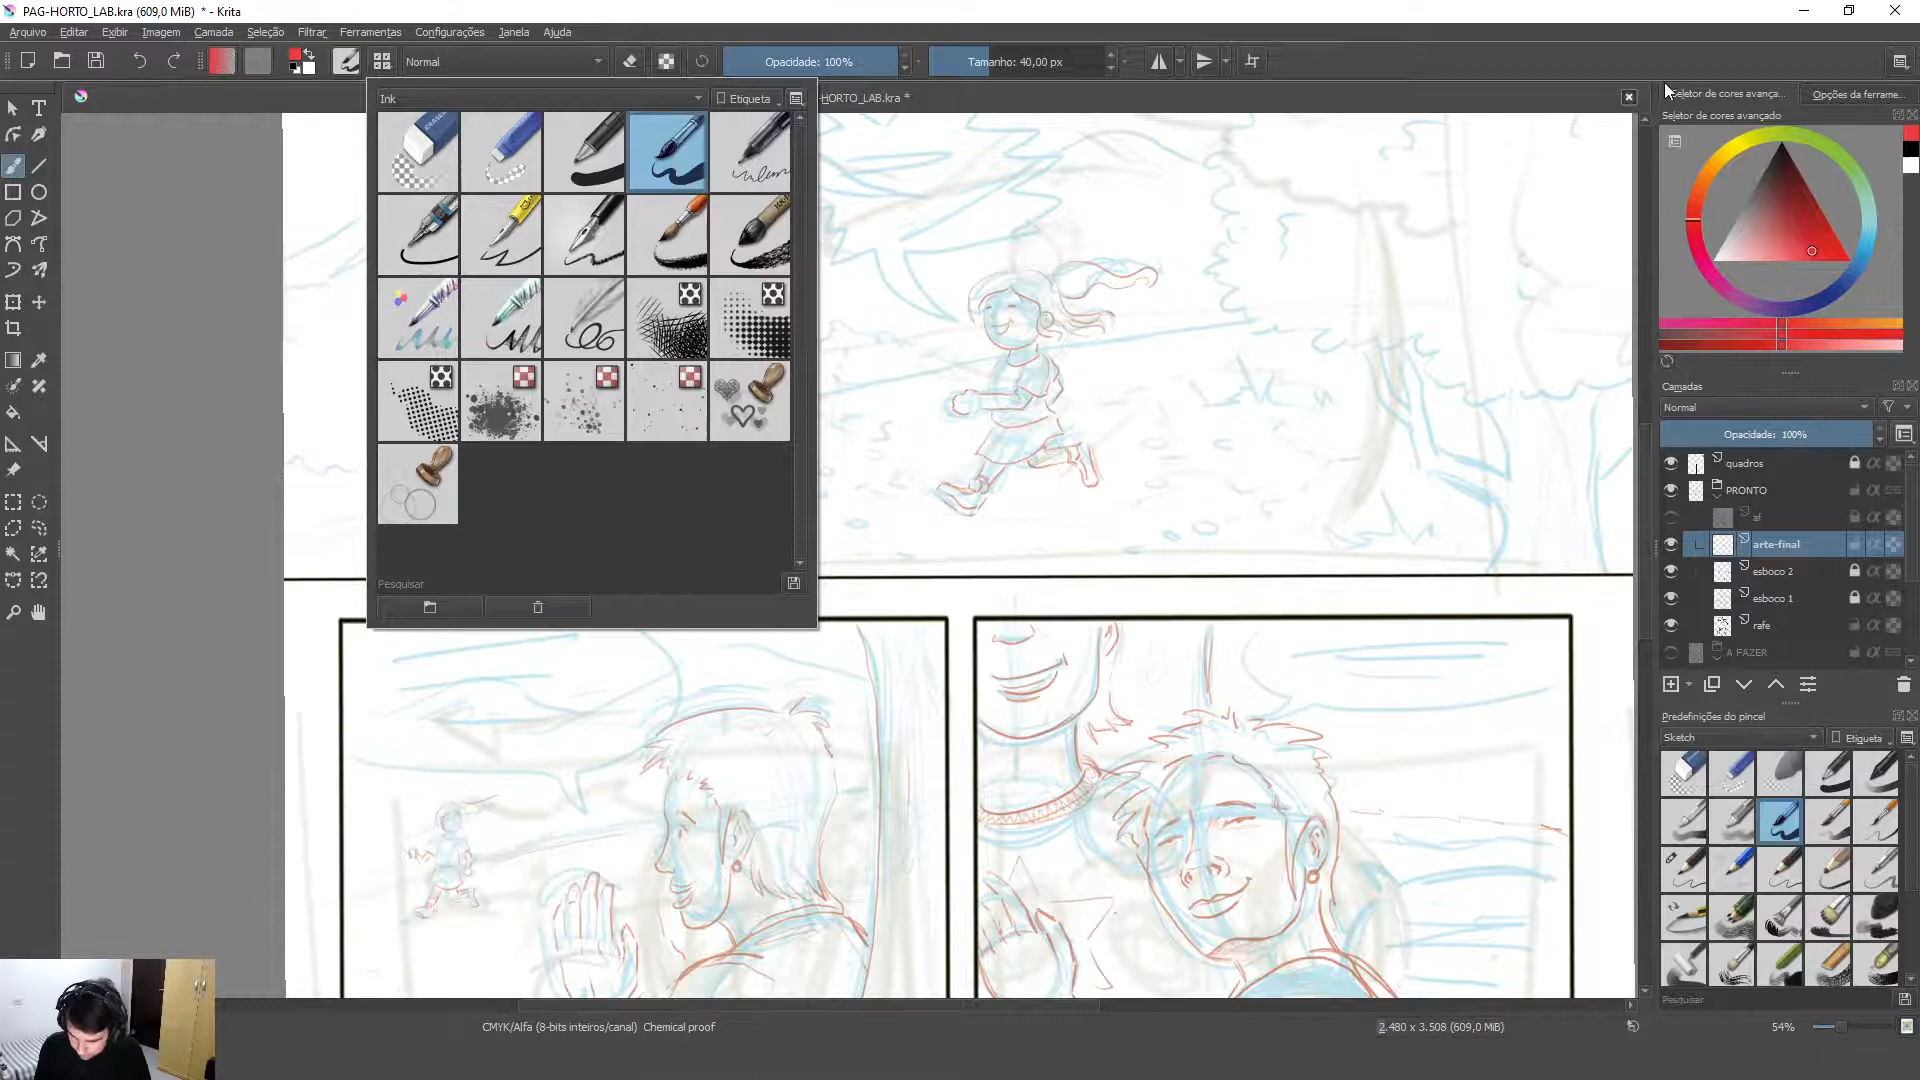 PAG-HORTO_LAB.kra (609,0 MiB) * - Krita
Arquivo Editar Exibir Imagem Camada Seleção Filtrar Ferramentas Configurações Janela Ajuda
Normal Opacidade: 100% Tamanho: 40,00 px
Ink Etiqueta
-HORTO_LAB.kra *
Seletor de cores avança... Opções da ferrame...
Seletor de cores avançado
Camadas
Normal
Opacidade: 100%
quadros
PRONTO
af
arte-final
esboco 2
esboco 1
rafe
A FAZER
Pesquisar
Predefinições do pincel
Sketch Etiqueta
Pesquisar
CMYK/Alfa (8-bits inteiros/canal) Chemical proof
2.480 x 3.508 (609,0 MiB)
54%